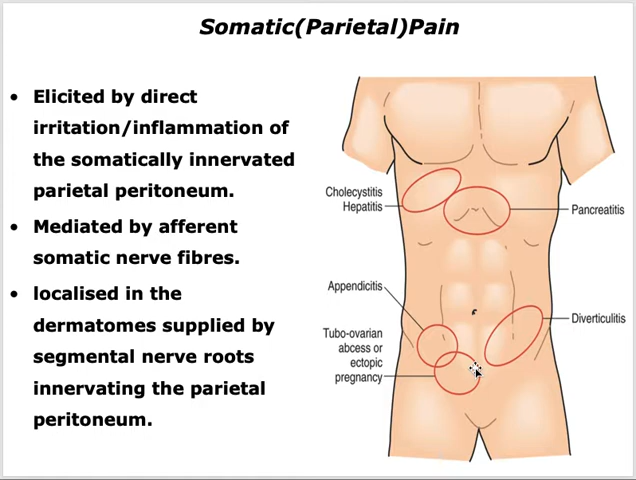 Somatic(Parietal)Pain
• Elicited by direct
irritation/inflammation of
the somatically innervated
parietal peritoneum.
• Mediated by afferent
somatic nerve fibres.
• localised in the
dermatomes supplied by
segmental nerve roots
innervating the parietal
peritoneum.
Cholecystitis
Hepatitis
Pancreatitis
Appendicitis
Diverticulitis
Tubo-ovarian
abcess or
ectopic
pregnancy